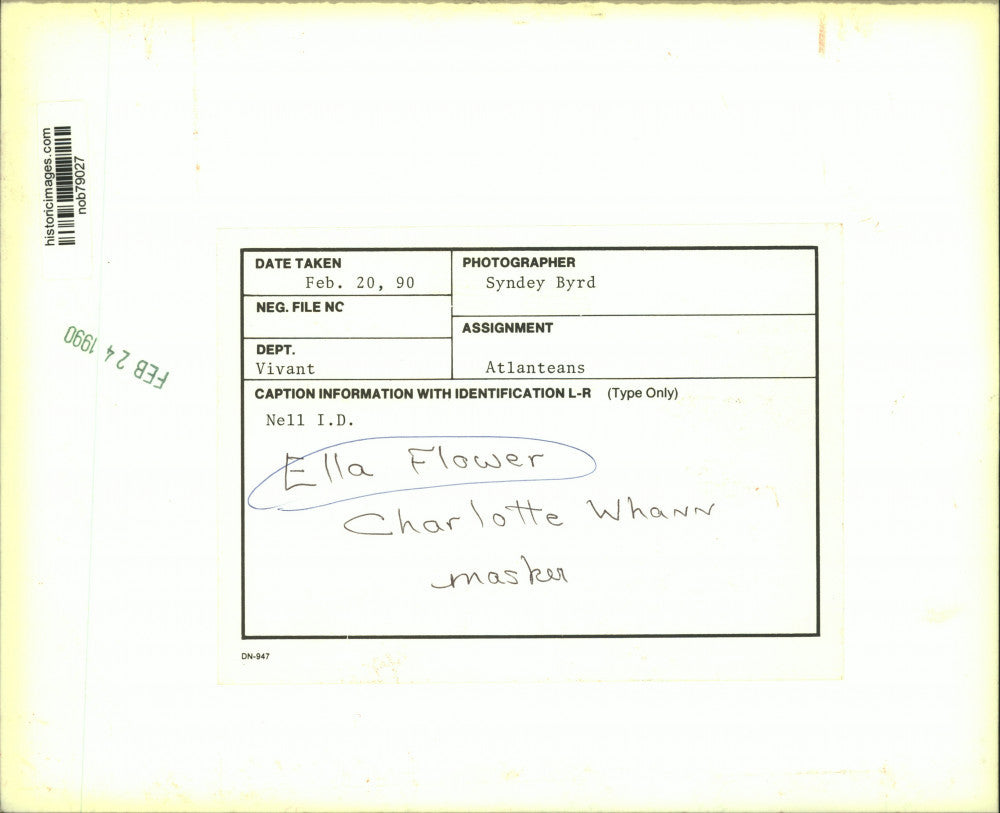 historicimages.com
nob79027
FEB 24 1990
DATE TAKEN
Feb. 20, 90
PHOTOGRAPHER
Syndey Byrd
NEG. FILE NC
ASSIGNMENT
Atlanteans
DEPT.
Vivant
CAPTION INFORMATION WITH IDENTIFICATION L-R (Type Only)
Nell I.D.
Ella Flower
Charlotte Whann
masker
DN-947